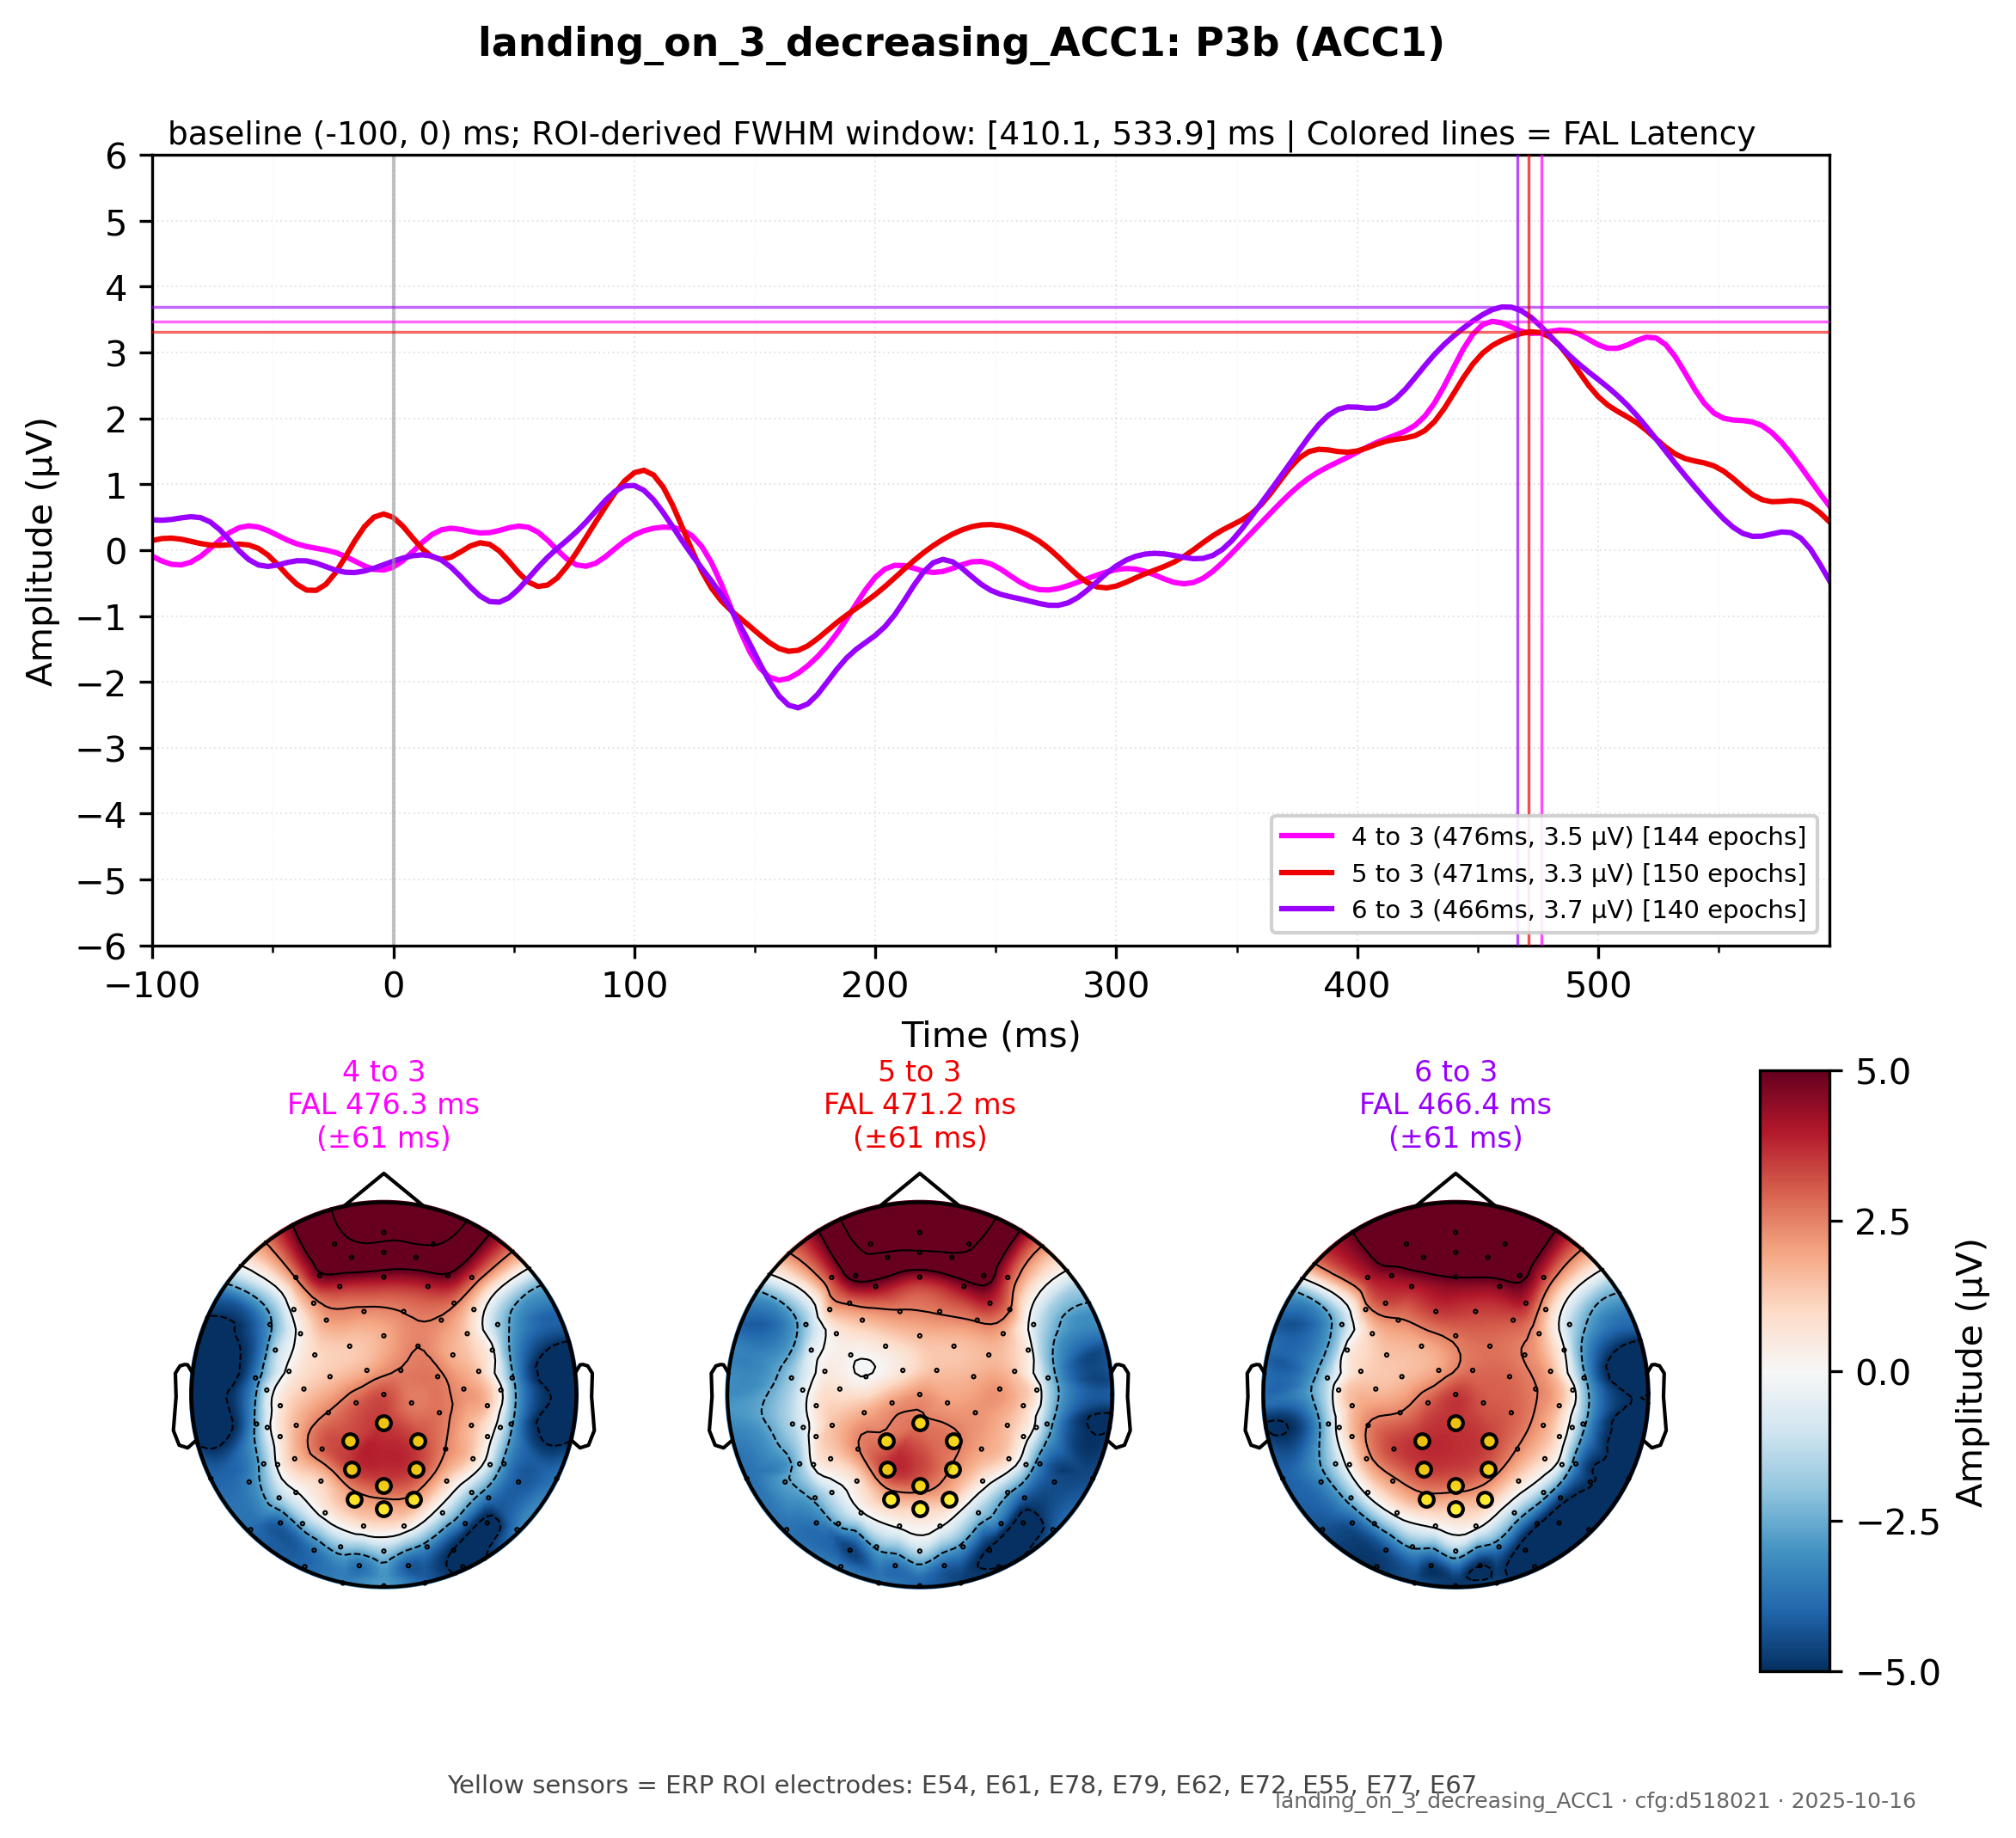 landing_on_3_decreasing_ACC1: P3b (ACC1)
baseline (-100, 0) ms; ROI-derived FWHM window: [410.1, 533.9] ms | Colored lines = FAL Latency
6
5
4
3
2
1
0
−1
−2
−3
−4
−5
−6
Amplitude (µV)
4 to 3 (476ms, 3.5 µV) [144 epochs]
5 to 3 (471ms, 3.3 µV) [150 epochs]
6 to 3 (466ms, 3.7 µV) [140 epochs]
−100 0 100 200 300 400 500
Time (ms)
4 to 3
FAL 476.3 ms
(±61 ms)
5 to 3
FAL 471.2 ms
(±61 ms)
6 to 3
FAL 466.4 ms
(±61 ms)
5.0
2.5
0.0
−2.5
−5.0
Amplitude (µV)
Yellow sensors = ERP ROI electrodes: E54, E61, E78, E79, E62, E72, E55, E77, E67
landing_on_3_decreasing_ACC1 · cfg:d518021 · 2025-10-16